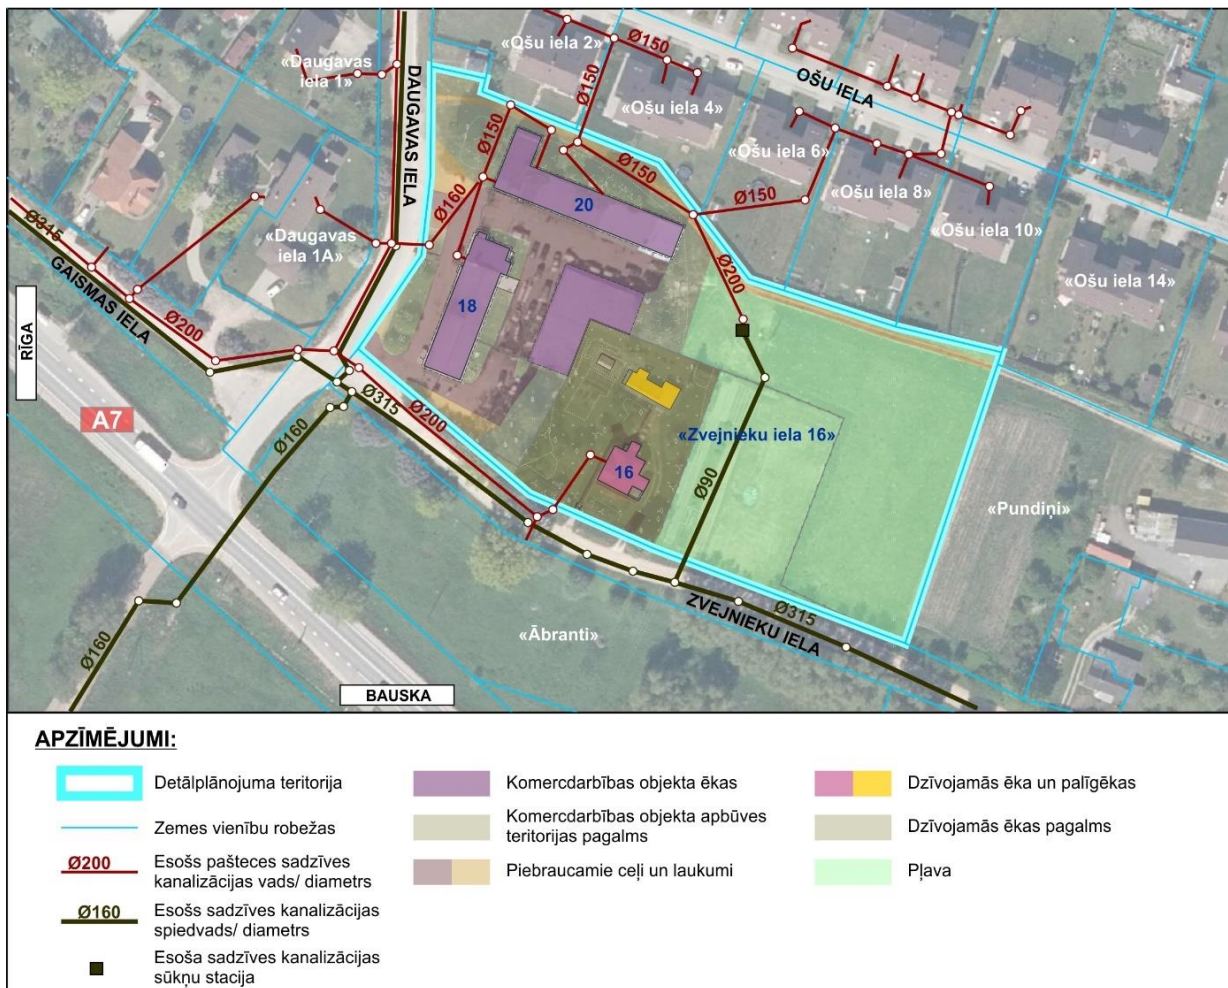 «Ošu iela 2»
Ø150
«Daugavas
iela 1»
DAUGAVAS IELA
Ø150
«Ošu iela 4»
OŠU IELA
Ø150
«Ošu iela 6»
Ø150
«Ošu iela 8»
Ø150
20
Ø160
«Ošu iela 10»
Ø315
GAISMAS IELA
«Daugavas
iela 1A»
Ø200
«Ošu iela 14»
18
RĪGA
Ø200
A7
Ø315
Ø200
Ø160
«Zvejnieku iela 16»
16
Ø90
«Pundiņi»
ZVEJNIEKU IELA
Ø315
«Ābranti»
Ø160
BAUSKA
APZĪMĒJUMI:
Detālplānojuma teritorija
Zemes vienību robežas
Ø200
Esošs pašteces sadzīves
kanalizācijas vads/ diametrs
Ø160
Esošs sadzīves kanalizācijas
spiedvads/ diametrs
Esoša sadzīves kanalizācijas
sūkņu stacija
Komercdarbības objekta ēkas
Komercdarbības objekta apbūves
teritorijas pagalms
Piebraucamie ceļi un laukumi
Dzīvojamās ēka un palīgēkas
Dzīvojamās ēkas pagalms
Pļava